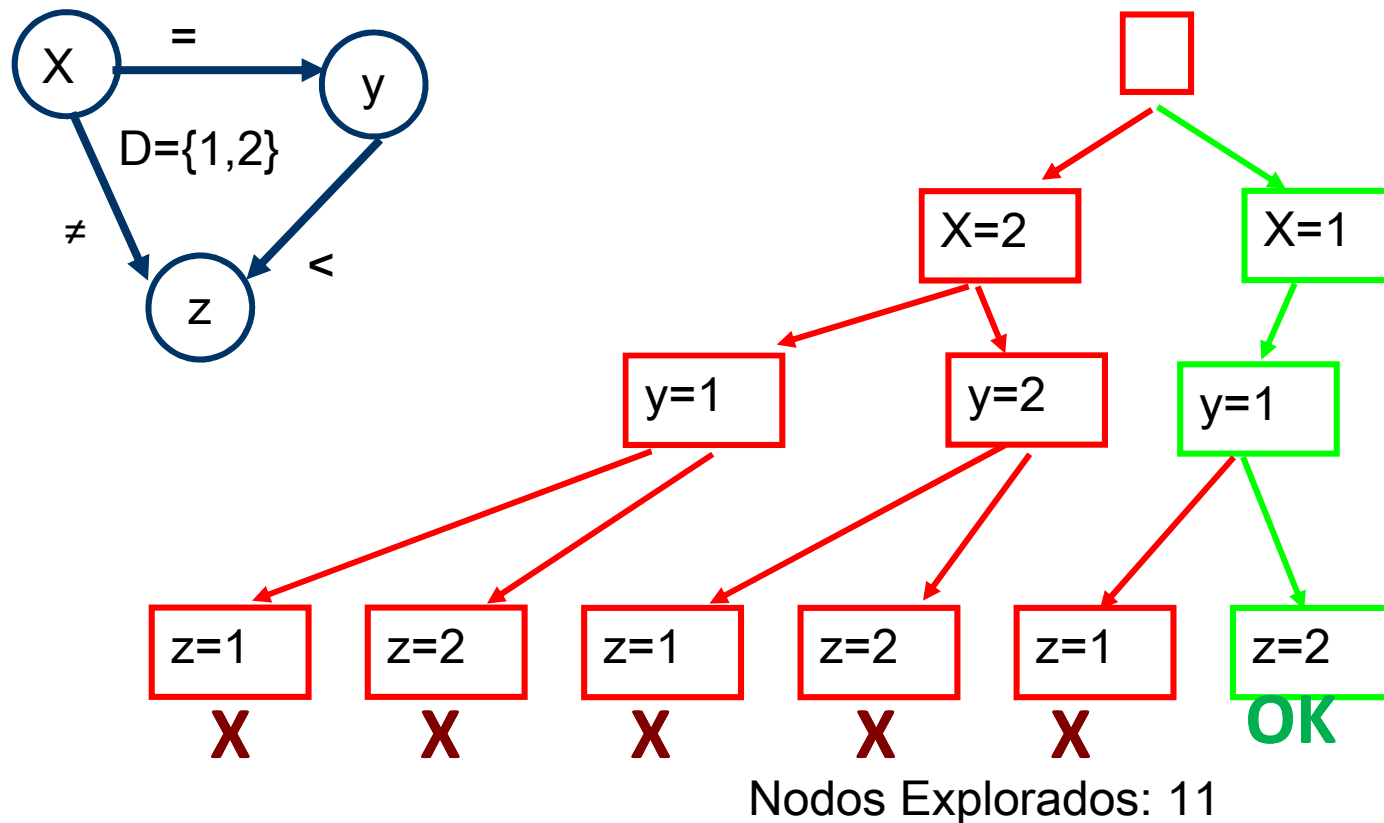 =
X
y
D={1,2}
≠
<
z
X=2
X=1
y=1
y=2
y=1
z=1
z=2
z=1
z=2
z=1
z=2
X
X
X
X
X
OK
Nodos Explorados: 11